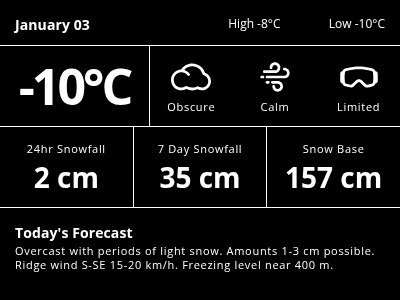 January 03
High -8°C
Low -10°C
-10°C
Obscure
Calm
Limited
24hr Snowfall
7 Day Snowfall
Snow Base
2 cm
35 cm
157 cm
Today's Forecast
Overcast with periods of light snow. Amounts 1-3 cm possible.
Ridge wind S-SE 15-20 km/h. Freezing level near 400 m.